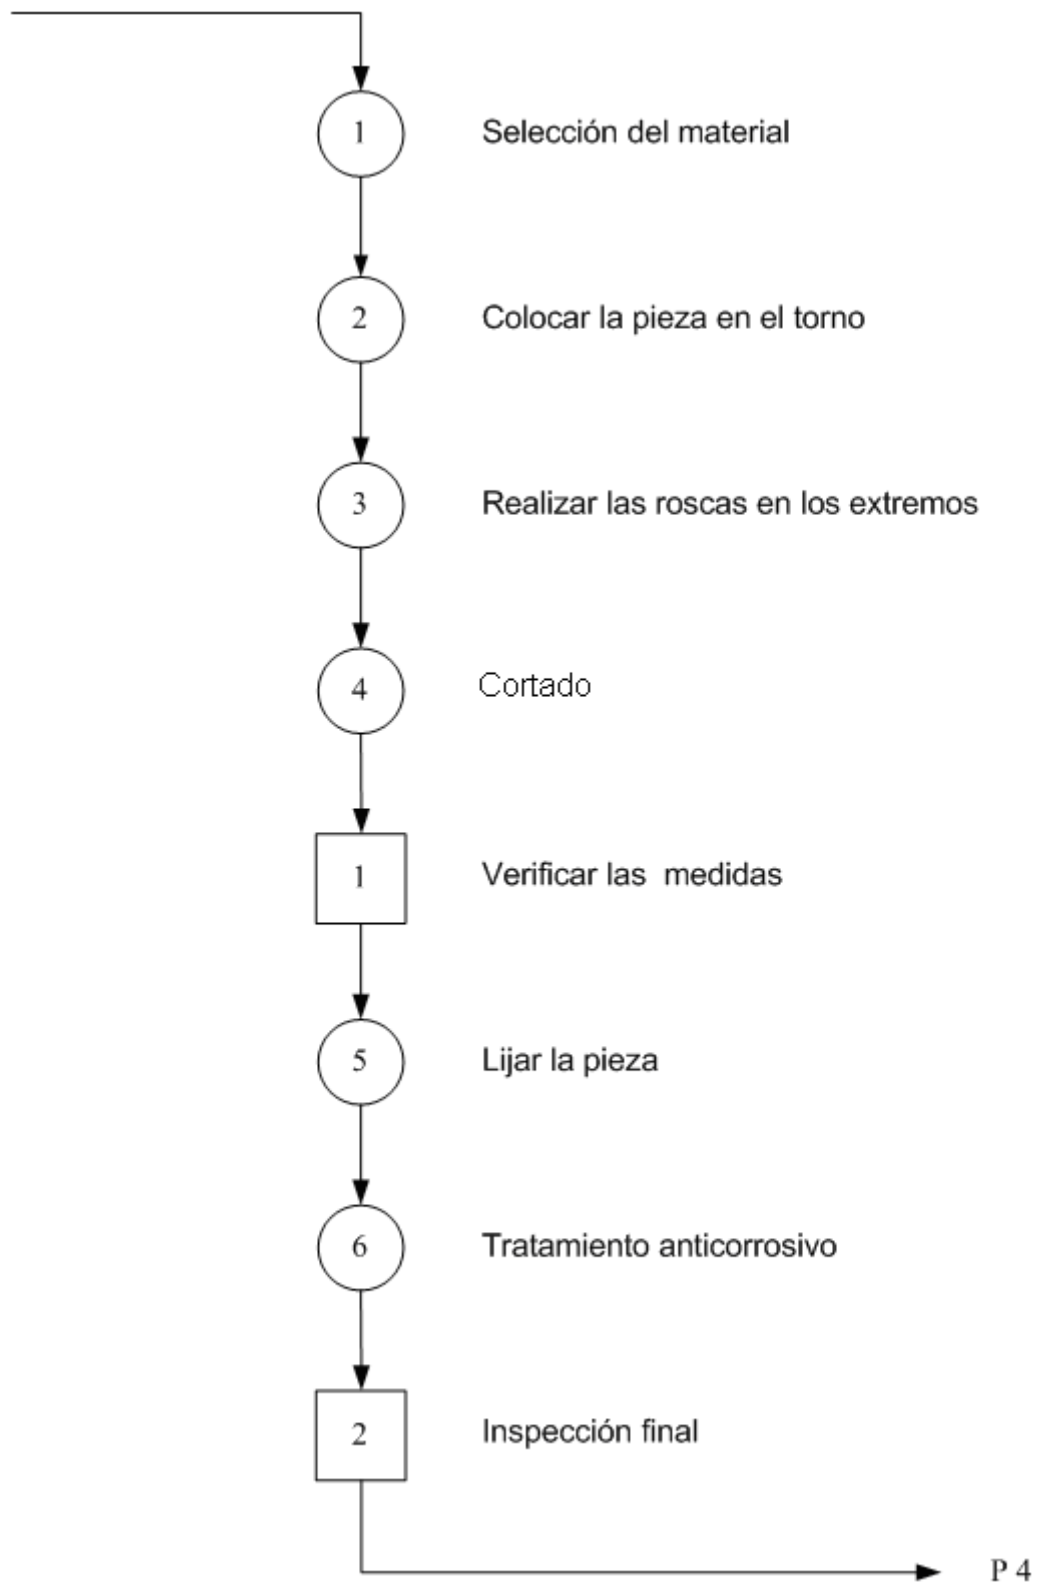 1 Selección del material
2 Colocar la pieza en el torno
3 Realizar las roscas en los extremos
4 Cortado
1 Verificar las medidas
5 Lijar la pieza
6 Tratamiento anticorrosivo
2 Inspección final
P 4